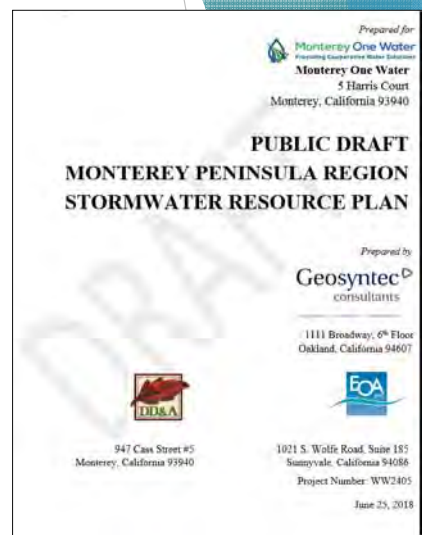 Prepared for
Monterey One Water
Providing Cooperative Water Solutions
Monterey One Water
5 Harris Court
Monterey, California 93940
PUBLIC DRAFT
MONTEREY PENINSULA REGION
STORMWATER RESOURCE PLAN
Prepared by
Geosyntec
consultants
1111 Broadway, 6th Floor
Oakland, California 94607
DD&A
947 Cass Street #5
Monterey, California 93940
EOA
1021 S. Wolfe Road, Suite 185
Sunnyvale, California 94086
Project Number: WW2405
June 25, 2018
DRAFT